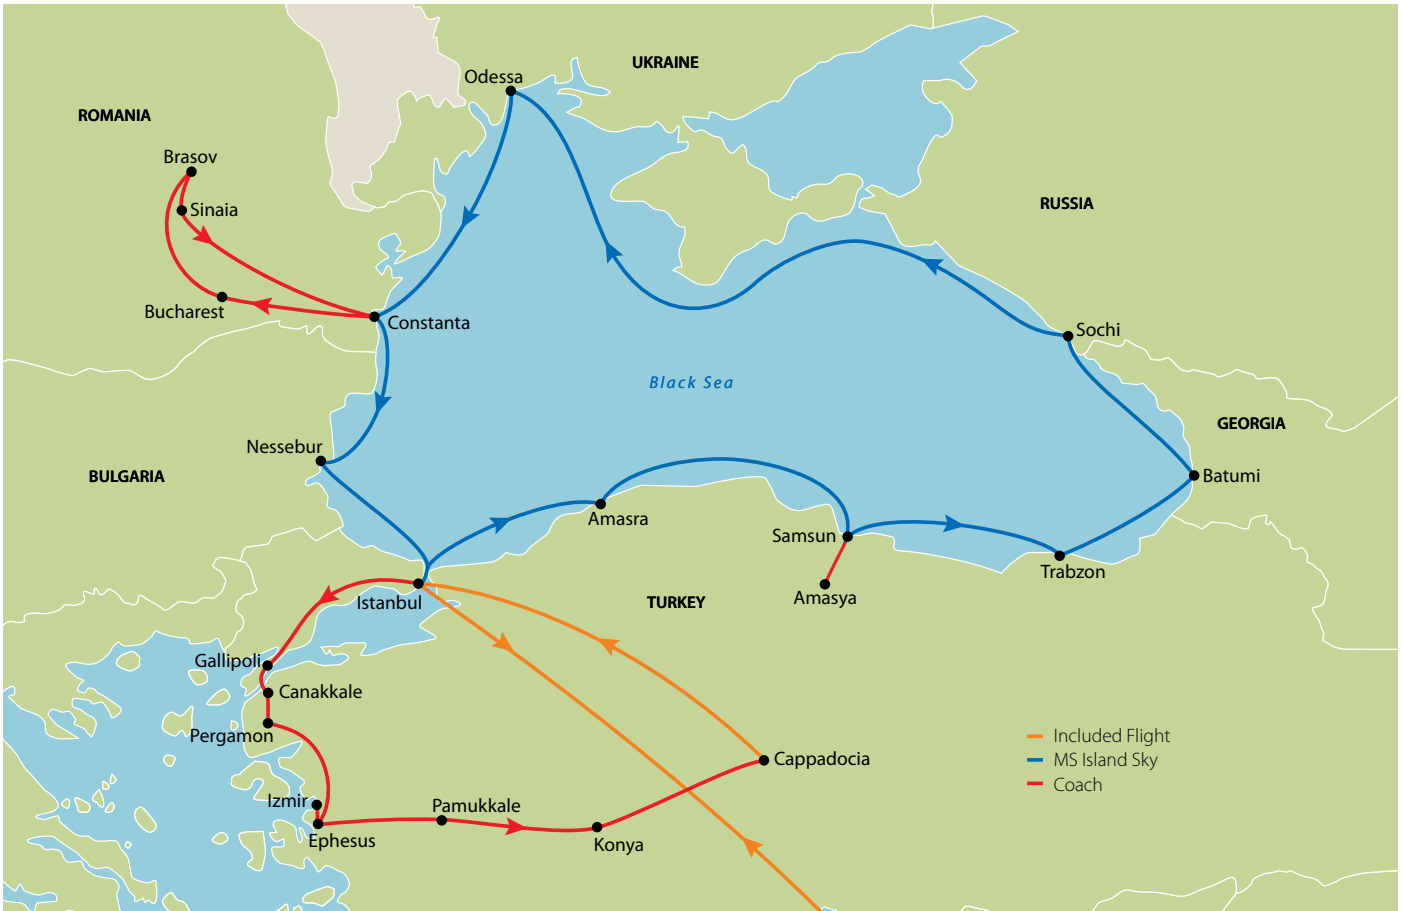 UKRAINE
Odessa
ROMANIA
Brasov
RUSSIA
Sinaia
Bucharest
Constanta
Sochi
Black Sea
GEORGIA
Nessebur
BULGARIA
Batumi
Amasra
Samsun
Trabzon
Amasya
Istanbul
TURKEY
Gallipoli
Canakkale
Pergamon
Included Flight
MS Island Sky
Coach
Cappadocia
Izmir
Pamukkale
Ephesus
Konya